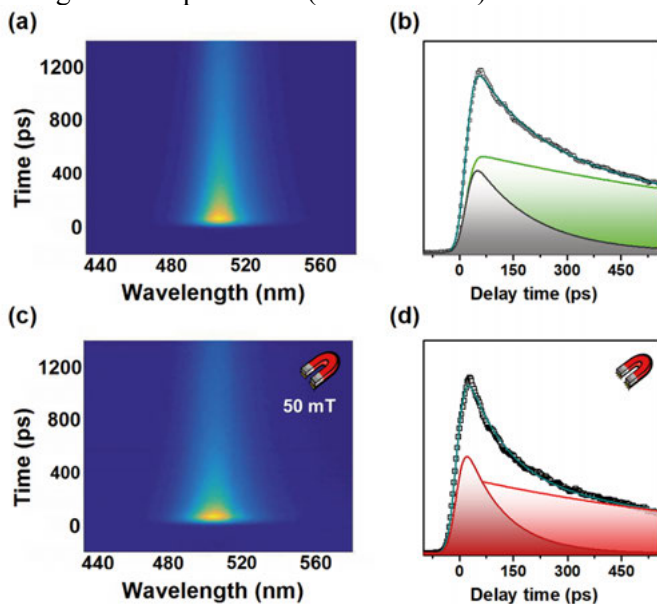 (a)
(b)
1200
800
400
0
Time (ps)
440 480 520 560
Wavelength (nm)
0 150 300 450
Delay time (ps)
(c)
(d)
50 mT
1200
800
400
0
Time (ps)
440 480 520 560
Wavelength (nm)
0 150 300 450
Delay time (ps)